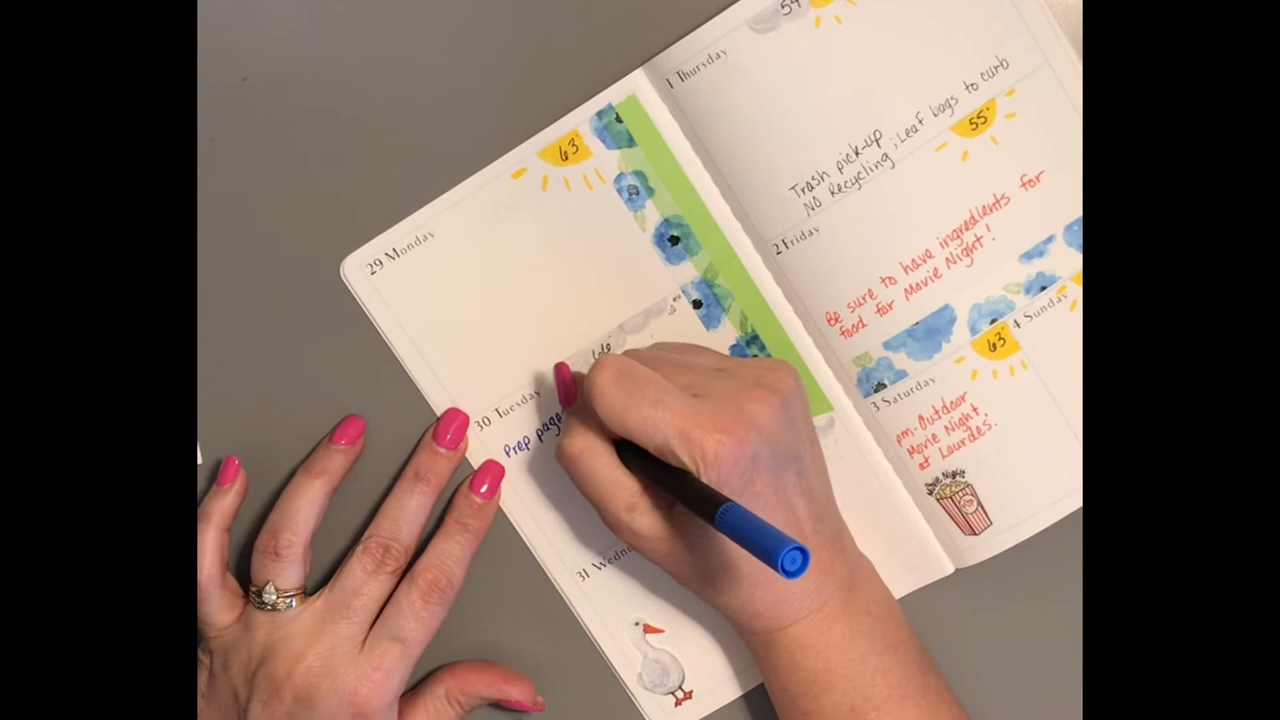 29 Monday
63°
30 Tuesday
66°
Prep page
31 Wedne
1 Thursday
54°
Trash pick-up
No Recycling ; Leaf bags to curb
2 Friday
55°
Be sure to have ingredients for
food for Movie Night!
3 Saturday
63°
pm-Outdoor
Movie Night
at Lourdes.
Movie Night
4 Sunday